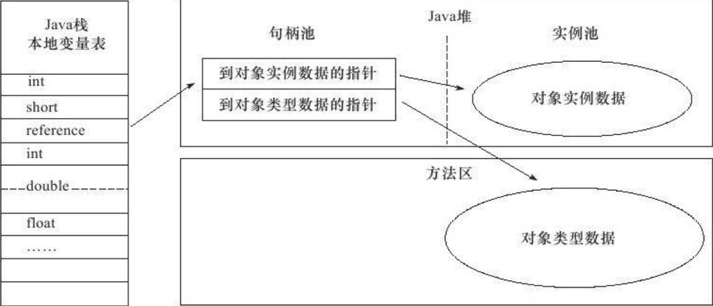 Java栈
本地变量表
int
short
reference
int
double
float
……
句柄池
Java堆
实例池
到对象实例数据的指针
到对象类型数据的指针
对象实例数据
方法区
对象类型数据